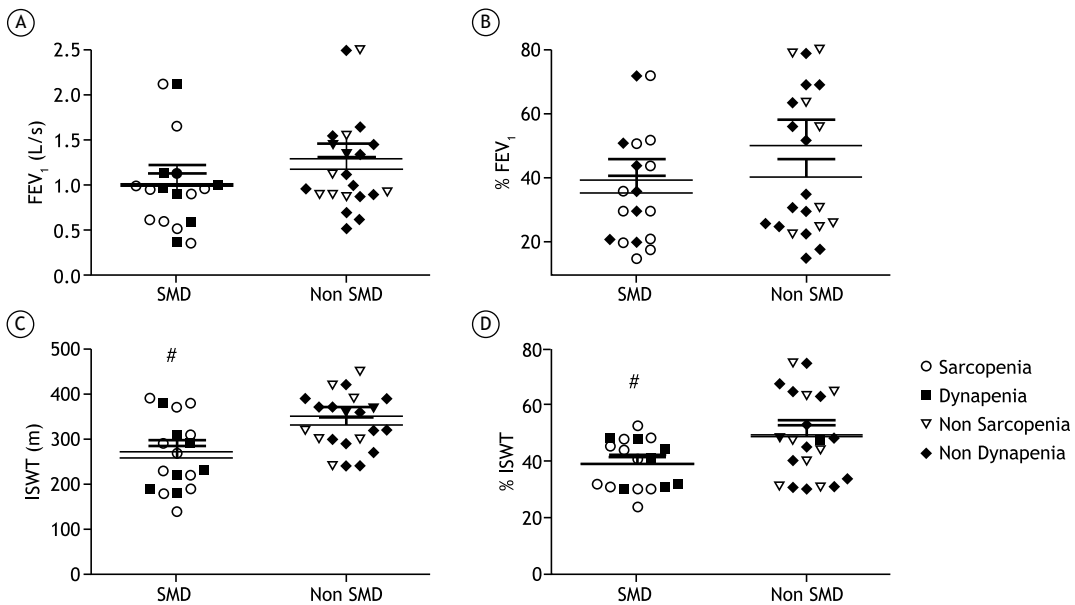 A
FEV1 (L/s)
2.5
2.0
1.5
1.0
0.5
0.0
SMD
Non SMD
B
% FEV1
80
60
40
20
SMD
Non SMD
C
ISWT (m)
500
400
300
200
100
0
#
SMD
Non SMD
D
% ISWT
80
60
40
20
0
#
SMD
Non SMD
Sarcopenia
Dynapenia
Non Sarcopenia
Non Dynapenia